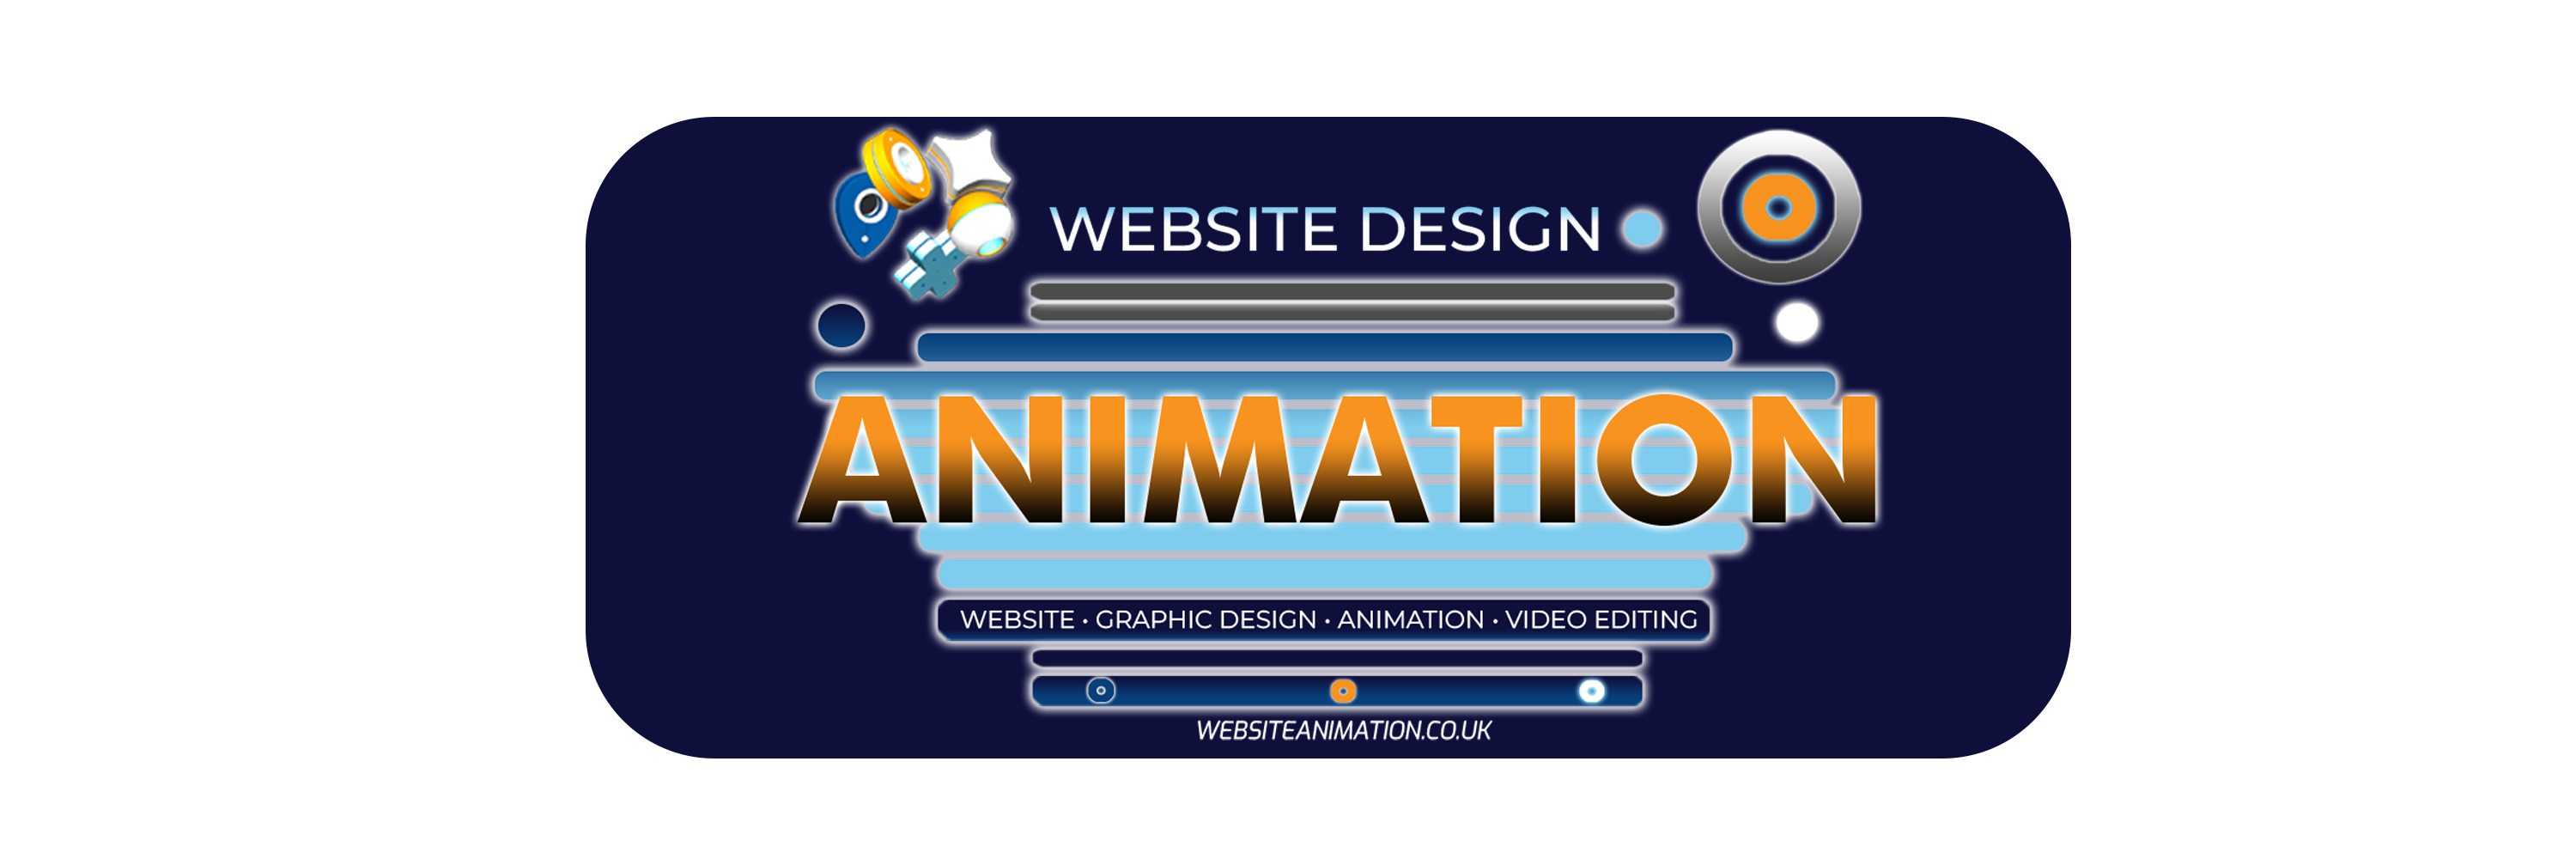 WEBSITE DESIGN
ANIMATION
WEBSITE • GRAPHIC DESIGN • ANIMATION • VIDEO EDITING
WEBSITEANIMATION.CO.UK